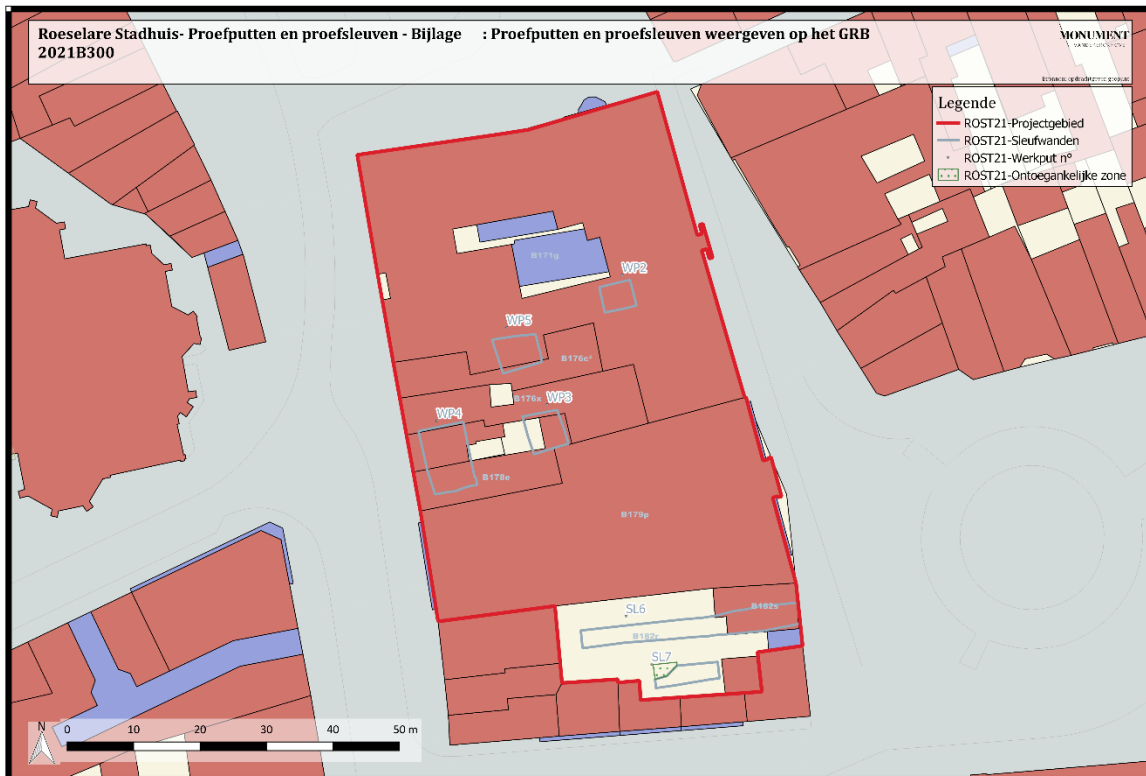 Roeselare Stadhuis- Proefputten en proefsleuven - Bijlage : Proefputten en proefsleuven weergeven op het GRB
2021B300
MONUMENT
Legende
ROST21-Projectgebied
ROST21-Sleufwanden
ROST21-Werkput n°
ROST21-Ontoegankelijke zone
B171g
WP2
WP5
B176c²
B176x
WP3
WP4
B178e
B179p
SL6
B182s
B182r
SL7
N
0 10 20 30 40 50 m